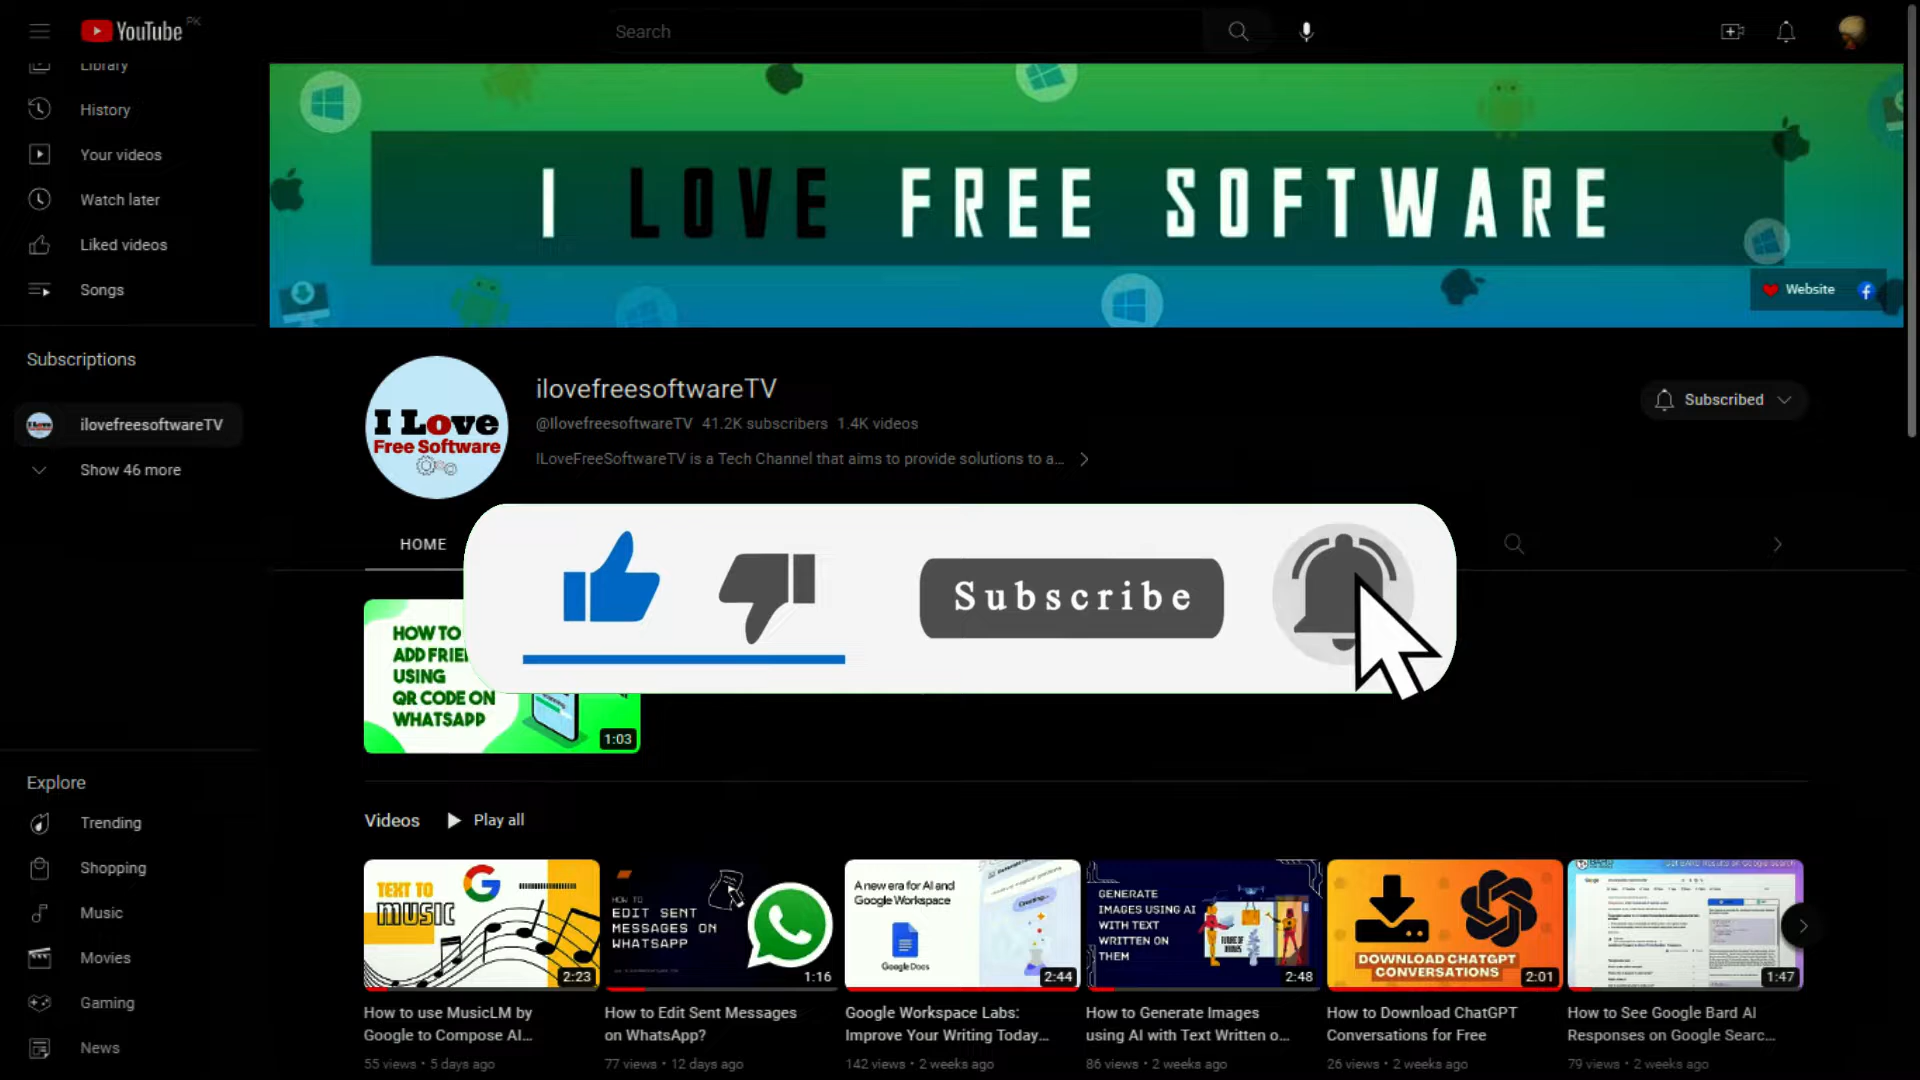 YouTube PK
Search
Library
History
Your videos
Watch later
Liked videos
Songs
Subscriptions
ilovefreesoftwareTV
Show 46 more
Explore
Trending
Shopping
Music
Movies
Gaming
News
I LOVE FREE SOFTWARE
Website
I Love
Free Software
ilovefreesoftwareTV
@IlovefreesoftwareTV 41.2K subscribers 1.4K videos
ILoveFreeSoftwareTV is a Tech Channel that aims to provide solutions to a...
Subscribed
HOME
Subscribe
HOW TO
ADD FRIE
USING
QR CODE ON
WHATSAPP
1:03
Videos
Play all
TEXT TO
MUSIC
2:23
How to use MusicLM by
Google to Compose AI...
55 views • 5 days ago
HOW TO
EDIT SENT
MESSAGES ON
WHATSAPP
1:16
How to Edit Sent Messages
on WhatsApp?
77 views • 12 days ago
A new era for AI and
Google Workspace
Google Docs
2:44
Google Workspace Labs:
Improve Your Writing Today...
142 views • 2 weeks ago
GENERATE
IMAGES USING AI
WITH TEXT
WRITTEN ON
THEM
2:48
How to Generate Images
using AI with Text Written o...
86 views • 2 weeks ago
DOWNLOAD CHATGPT
CONVERSATIONS
2:01
How to Download ChatGPT
Conversations for Free
26 views • 2 weeks ago
1:47
How to See Google Bard AI
Responses on Google Searc...
79 views • 2 weeks ago